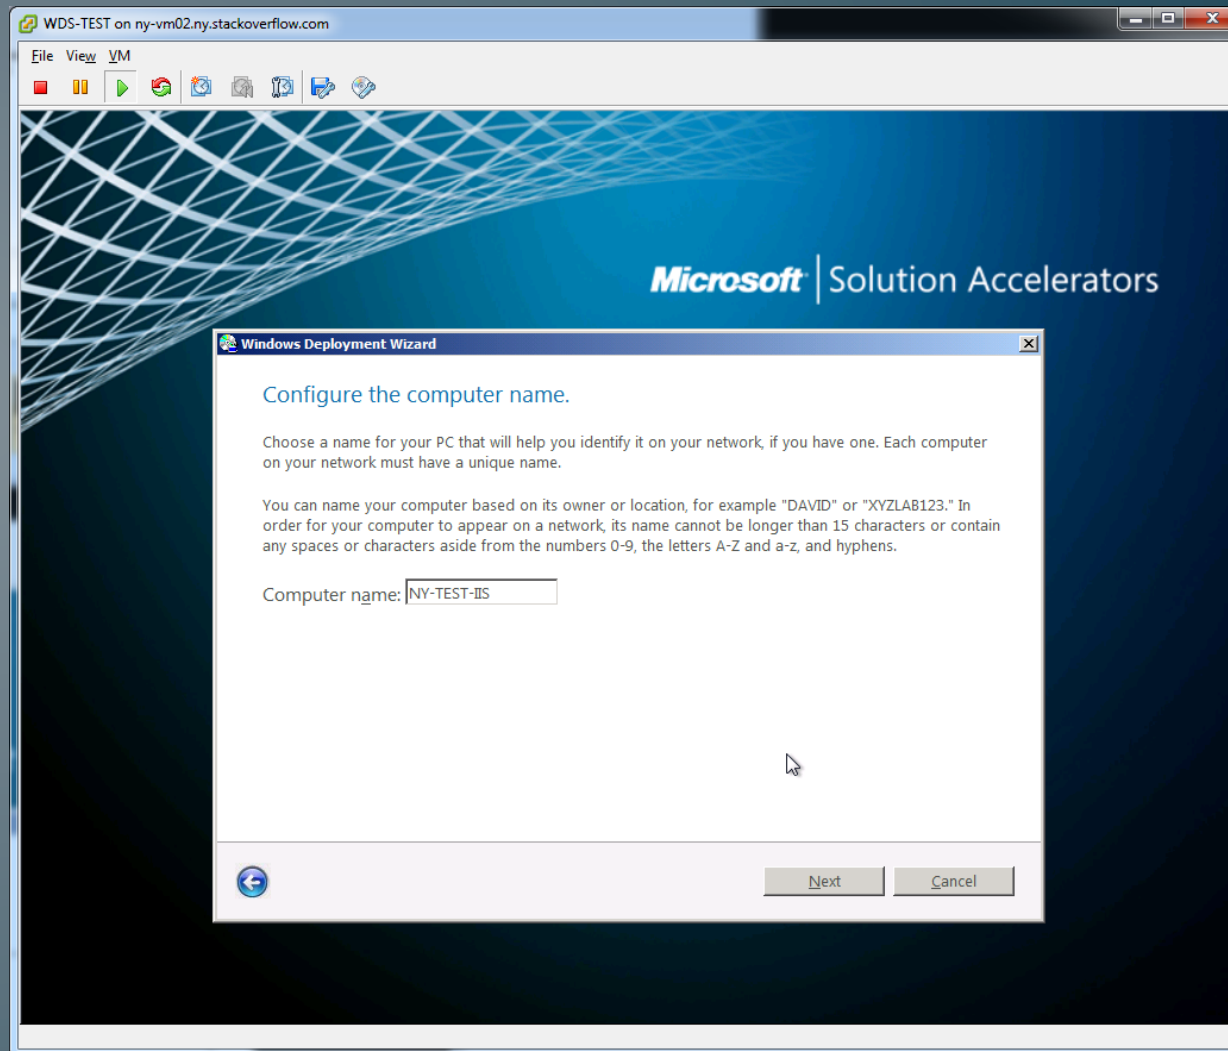 WDS-TEST on ny-vm02.ny.stackoverflow.com
File View VM
Microsoft Solution Accelerators
Windows Deployment Wizard
Configure the computer name.
Choose a name for your PC that will help you identify it on your network, if you have one. Each computer
on your network must have a unique name.
You can name your computer based on its owner or location, for example "DAVID" or "XYZLAB123." In
order for your computer to appear on a network, its name cannot be longer than 15 characters or contain
any spaces or characters aside from the numbers 0-9, the letters A-Z and a-z, and hyphens.
Computer name: NY-TEST-IIS
Next Cancel